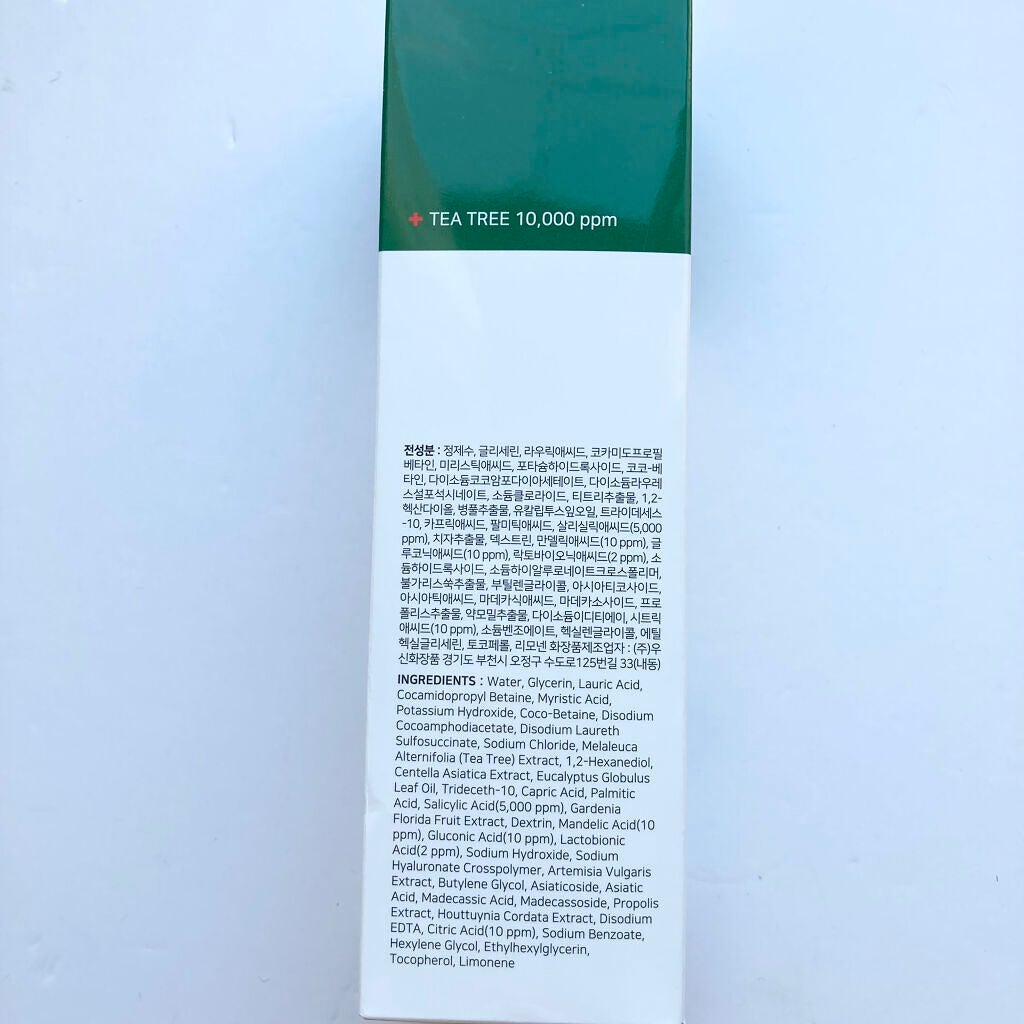 TEA TREE 10,000 ppm
전성분 : 정제수, 글리세린, 라우릭애씨드, 코카미도프로필
베타인, 미리스틱애씨드, 포타슘하이드록사이드, 코코-베
타인, 다이소듐코코암포다이아세테이트, 다이소듐라우레
스설포석시네이트, 소듐클로라이드, 티트리추출물, 1,2-
헥산다이올, 병풀추출물, 유칼립투스잎오일, 트라이데세스
-10, 카프릭애씨드, 팔미틱애씨드, 살리실릭애씨드(5,000
ppm), 치자추출물, 덱스트린, 만델릭애씨드(10 ppm), 글
루코닉애씨드(10 ppm), 락토바이오닉애씨드(2 ppm), 소
듐하이드록사이드, 소듐하이알루로네이트크로스폴리머,
불가리스쑥추출물, 부틸렌글라이콜, 아시아티코사이드,
아시아틱애씨드, 마데카식애씨드, 마데카소사이드, 프로
폴리스추출물, 약모밀추출물, 다이소듐이디티에이, 시트릭
애씨드(10 ppm), 소듐벤조에이트, 헥실렌글라이콜, 에틸
헥실글리세린, 토코페롤, 리모넨 화장품제조업자 : (주)우
신화장품 경기도 부천시 오정구 수도로125번길 33(내동)
INGREDIENTS : Water, Glycerin, Lauric Acid,
Cocamidopropyl Betaine, Myristic Acid,
Potassium Hydroxide, Coco-Betaine, Disodium
Cocoamphodiacetate, Disodium Laureth
Sulfosuccinate, Sodium Chloride, Melaleuca
Alternifolia (Tea Tree) Extract, 1,2-Hexanediol,
Centella Asiatica Extract, Eucalyptus Globulus
Leaf Oil, Trideceth-10, Capric Acid, Palmitic
Acid, Salicylic Acid(5,000 ppm), Gardenia
Florida Fruit Extract, Dextrin, Mandelic Acid(10
ppm), Gluconic Acid(10 ppm), Lactobionic
Acid(2 ppm), Sodium Hydroxide, Sodium
Hyaluronate Crosspolymer, Artemisia Vulgaris
Extract, Butylene Glycol, Asiaticoside, Asiatic
Acid, Madecassic Acid, Madecassoside, Propolis
Extract, Houttuynia Cordata Extract, Disodium
EDTA, Citric Acid(10 ppm), Sodium Benzoate,
Hexylene Glycol, Ethylhexylglycerin,
Tocopherol, Limonene